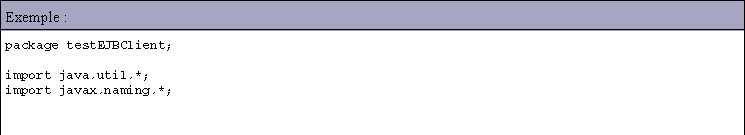 Exemple :
package testEJBClient;
import java.util.*;
import javax.naming.*;